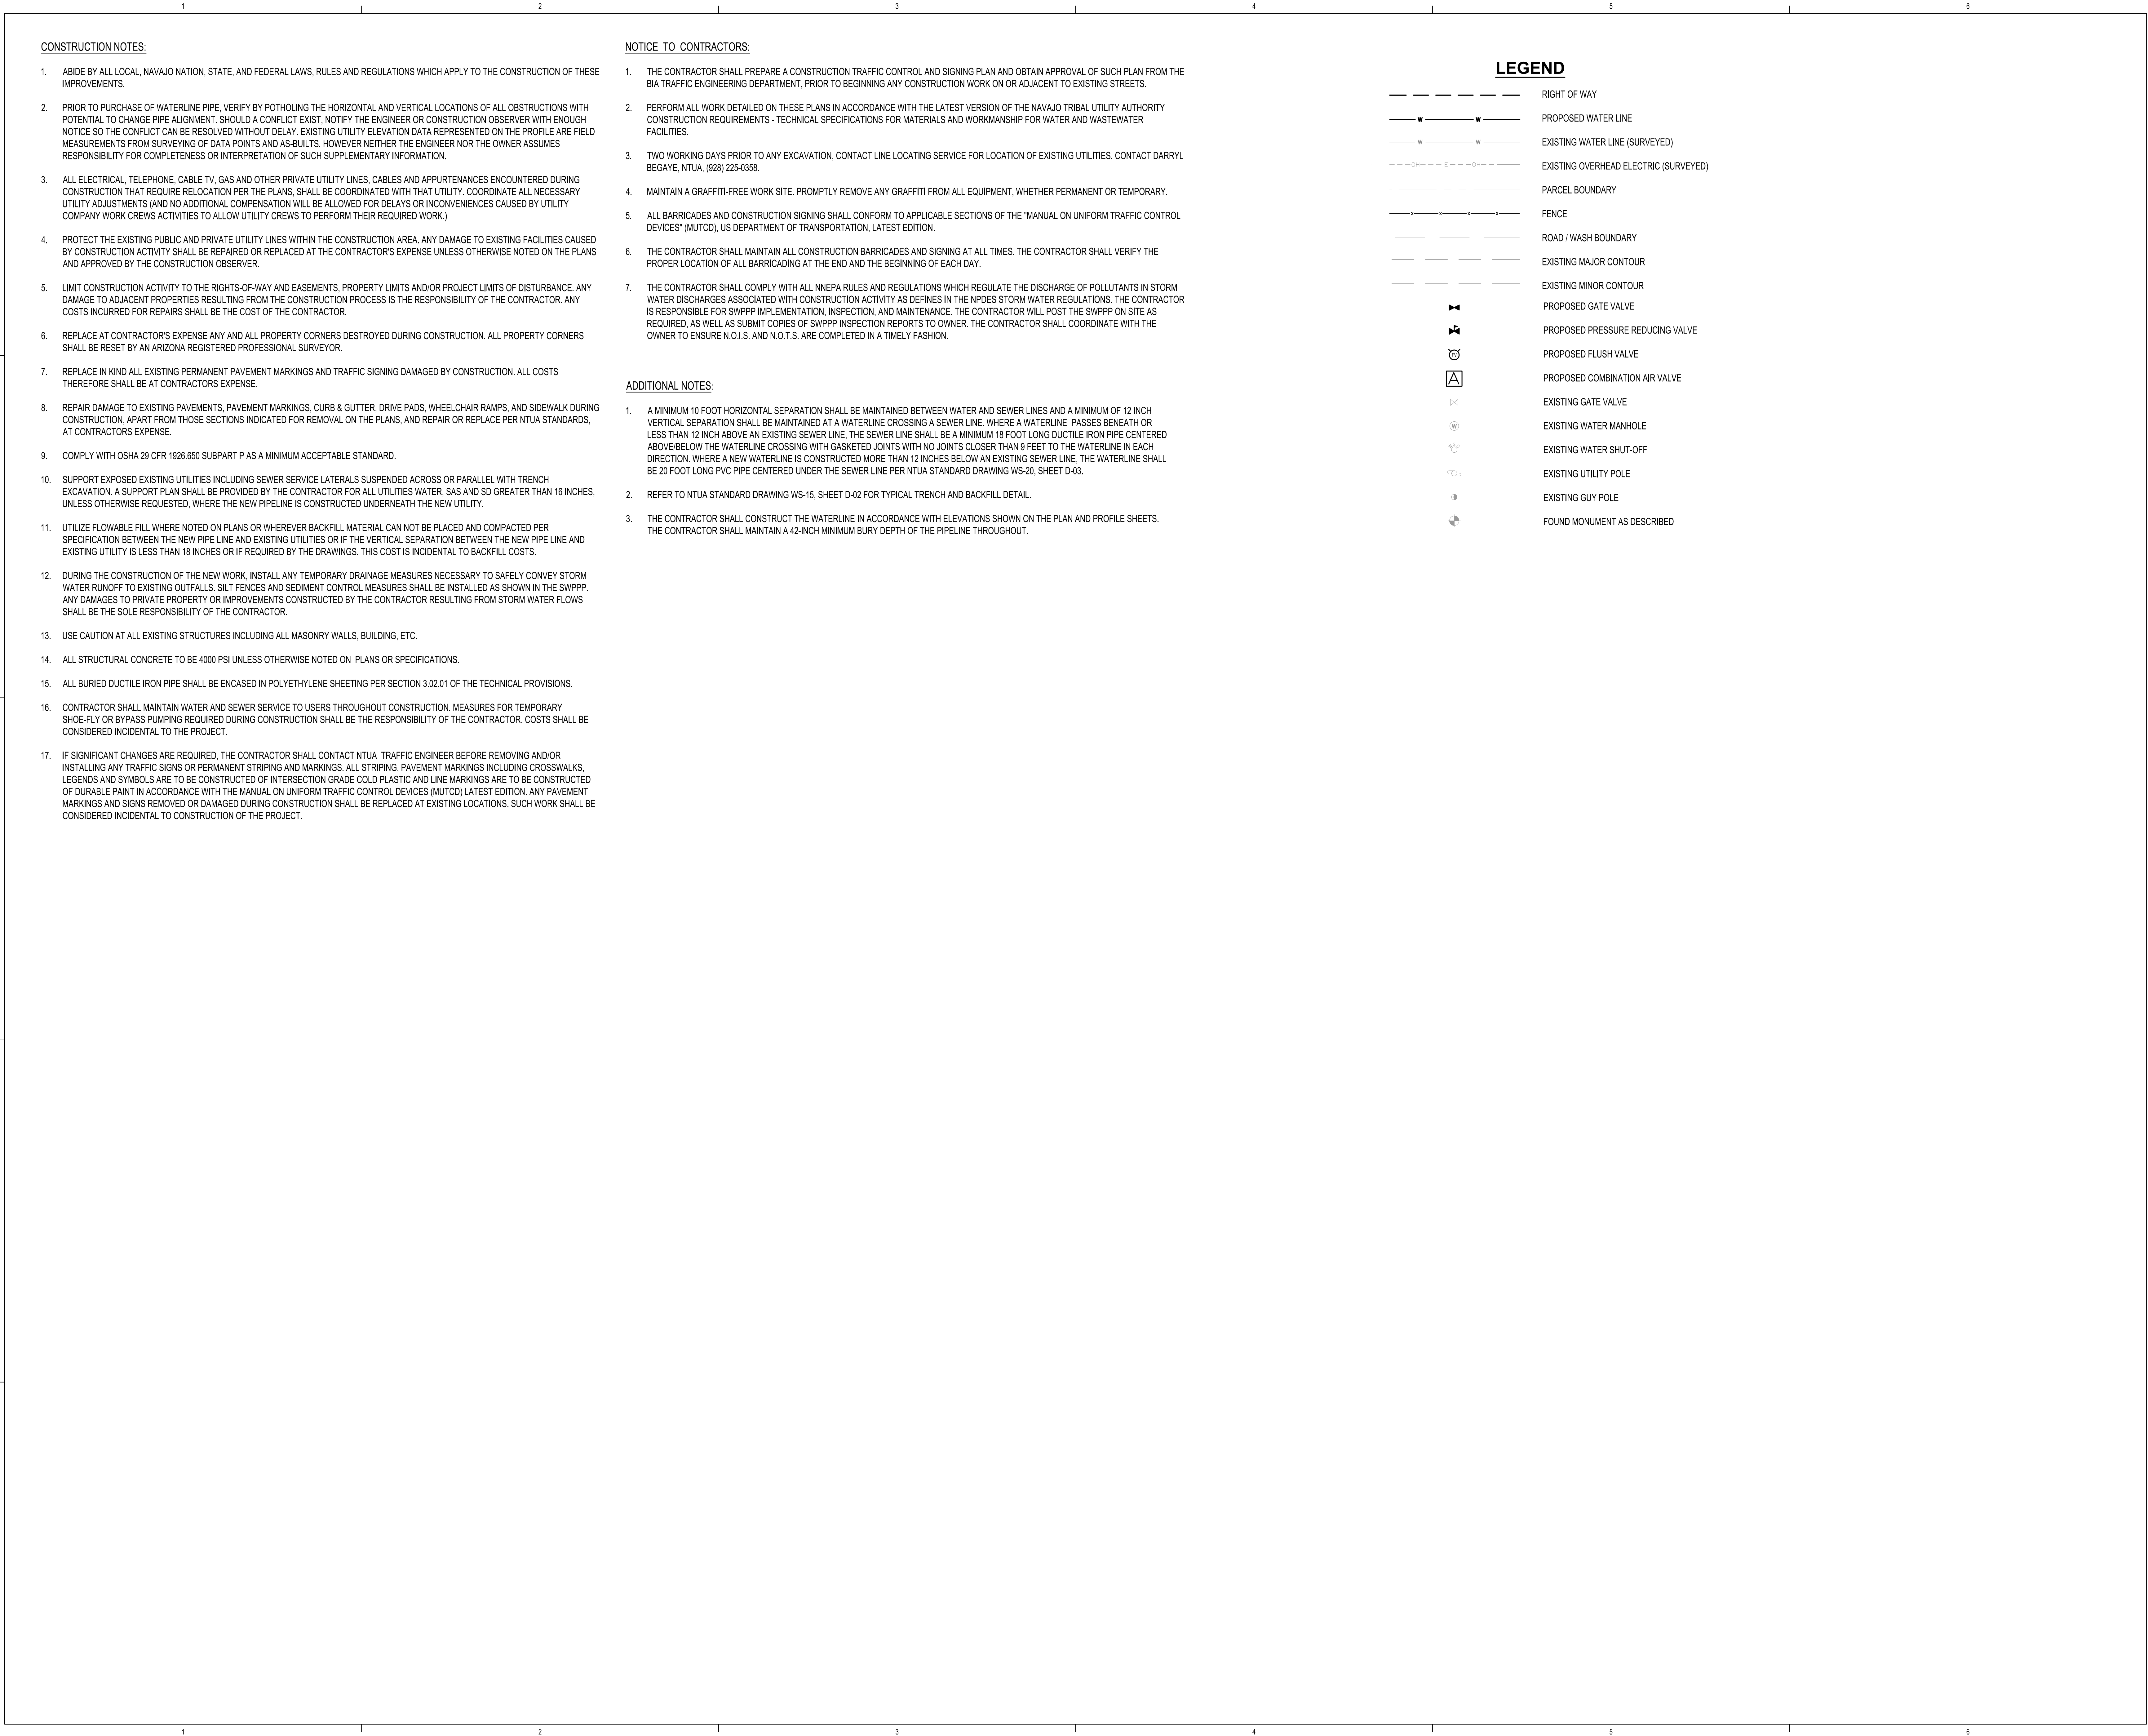 1 2 3 4 5 6
CONSTRUCTION NOTES:
1. ABIDE BY ALL LOCAL, NAVAJO NATION, STATE, AND FEDERAL LAWS, RULES AND REGULATIONS WHICH APPLY TO THE CONSTRUCTION OF THESE
IMPROVEMENTS.
2. PRIOR TO PURCHASE OF WATERLINE PIPE, VERIFY BY POTHOLING THE HORIZONTAL AND VERTICAL LOCATIONS OF ALL OBSTRUCTIONS WITH
POTENTIAL TO CHANGE PIPE ALIGNMENT. SHOULD A CONFLICT EXIST, NOTIFY THE ENGINEER OR CONSTRUCTION OBSERVER WITH ENOUGH
NOTICE SO THE CONFLICT CAN BE RESOLVED WITHOUT DELAY. EXISTING UTILITY ELEVATION DATA REPRESENTED ON THE PROFILE ARE FIELD
MEASUREMENTS FROM SURVEYING OF DATA POINTS AND AS-BUILTS. HOWEVER NEITHER THE ENGINEER NOR THE OWNER ASSUMES
RESPONSIBILITY FOR COMPLETENESS OR INTERPRETATION OF SUCH SUPPLEMENTARY INFORMATION.
3. ALL ELECTRICAL, TELEPHONE, CABLE TV, GAS AND OTHER PRIVATE UTILITY LINES, CABLES AND APPURTENANCES ENCOUNTERED DURING
CONSTRUCTION THAT REQUIRE RELOCATION PER THE PLANS, SHALL BE COORDINATED WITH THAT UTILITY. COORDINATE ALL NECESSARY
UTILITY ADJUSTMENTS (AND NO ADDITIONAL COMPENSATION WILL BE ALLOWED FOR DELAYS OR INCONVENIENCES CAUSED BY UTILITY
COMPANY WORK CREWS ACTIVITIES TO ALLOW UTILITY CREWS TO PERFORM THEIR REQUIRED WORK.)
4. PROTECT THE EXISTING PUBLIC AND PRIVATE UTILITY LINES WITHIN THE CONSTRUCTION AREA. ANY DAMAGE TO EXISTING FACILITIES CAUSED
BY CONSTRUCTION ACTIVITY SHALL BE REPAIRED OR REPLACED AT THE CONTRACTOR'S EXPENSE UNLESS OTHERWISE NOTED ON THE PLANS
AND APPROVED BY THE CONSTRUCTION OBSERVER.
5. LIMIT CONSTRUCTION ACTIVITY TO THE RIGHTS-OF-WAY AND EASEMENTS, PROPERTY LIMITS AND/OR PROJECT LIMITS OF DISTURBANCE. ANY
DAMAGE TO ADJACENT PROPERTIES RESULTING FROM THE CONSTRUCTION PROCESS IS THE RESPONSIBILITY OF THE CONTRACTOR. ANY
COSTS INCURRED FOR REPAIRS SHALL BE THE COST OF THE CONTRACTOR.
6. REPLACE AT CONTRACTOR'S EXPENSE ANY AND ALL PROPERTY CORNERS DESTROYED DURING CONSTRUCTION. ALL PROPERTY CORNERS
SHALL BE RESET BY AN ARIZONA REGISTERED PROFESSIONAL SURVEYOR.
7. REPLACE IN KIND ALL EXISTING PERMANENT PAVEMENT MARKINGS AND TRAFFIC SIGNING DAMAGED BY CONSTRUCTION. ALL COSTS
THEREFORE SHALL BE AT CONTRACTORS EXPENSE.
8. REPAIR DAMAGE TO EXISTING PAVEMENTS, PAVEMENT MARKINGS, CURB & GUTTER, DRIVE PADS, WHEELCHAIR RAMPS, AND SIDEWALK DURING
CONSTRUCTION, APART FROM THOSE SECTIONS INDICATED FOR REMOVAL ON THE PLANS, AND REPAIR OR REPLACE PER NTUA STANDARDS,
AT CONTRACTORS EXPENSE.
9. COMPLY WITH OSHA 29 CFR 1926.650 SUBPART P AS A MINIMUM ACCEPTABLE STANDARD.
10. SUPPORT EXPOSED EXISTING UTILITIES INCLUDING SEWER SERVICE LATERALS SUSPENDED ACROSS OR PARALLEL WITH TRENCH
EXCAVATION. A SUPPORT PLAN SHALL BE PROVIDED BY THE CONTRACTOR FOR ALL UTILITIES WATER, SAS AND SD GREATER THAN 16 INCHES,
UNLESS OTHERWISE REQUESTED, WHERE THE NEW PIPELINE IS CONSTRUCTED UNDERNEATH THE NEW UTILITY.
11. UTILIZE FLOWABLE FILL WHERE NOTED ON PLANS OR WHEREVER BACKFILL MATERIAL CAN NOT BE PLACED AND COMPACTED PER
SPECIFICATION BETWEEN THE NEW PIPE LINE AND EXISTING UTILITIES OR IF THE VERTICAL SEPARATION BETWEEN THE NEW PIPE LINE AND
EXISTING UTILITY IS LESS THAN 18 INCHES OR IF REQUIRED BY THE DRAWINGS. THIS COST IS INCIDENTAL TO BACKFILL COSTS.
12. DURING THE CONSTRUCTION OF THE NEW WORK, INSTALL ANY TEMPORARY DRAINAGE MEASURES NECESSARY TO SAFELY CONVEY STORM
WATER RUNOFF TO EXISTING OUTFALLS. SILT FENCES AND SEDIMENT CONTROL MEASURES SHALL BE INSTALLED AS SHOWN IN THE SWPPP.
ANY DAMAGES TO PRIVATE PROPERTY OR IMPROVEMENTS CONSTRUCTED BY THE CONTRACTOR RESULTING FROM STORM WATER FLOWS
SHALL BE THE SOLE RESPONSIBILITY OF THE CONTRACTOR.
13. USE CAUTION AT ALL EXISTING STRUCTURES INCLUDING ALL MASONRY WALLS, BUILDING, ETC.
14. ALL STRUCTURAL CONCRETE TO BE 4000 PSI UNLESS OTHERWISE NOTED ON PLANS OR SPECIFICATIONS.
15. ALL BURIED DUCTILE IRON PIPE SHALL BE ENCASED IN POLYETHYLENE SHEETING PER SECTION 3.02.01 OF THE TECHNICAL PROVISIONS.
16. CONTRACTOR SHALL MAINTAIN WATER AND SEWER SERVICE TO USERS THROUGHOUT CONSTRUCTION. MEASURES FOR TEMPORARY
SHOE-FLY OR BYPASS PUMPING REQUIRED DURING CONSTRUCTION SHALL BE THE RESPONSIBILITY OF THE CONTRACTOR. COSTS SHALL BE
CONSIDERED INCIDENTAL TO THE PROJECT.
17. IF SIGNIFICANT CHANGES ARE REQUIRED, THE CONTRACTOR SHALL CONTACT NTUA TRAFFIC ENGINEER BEFORE REMOVING AND/OR
INSTALLING ANY TRAFFIC SIGNS OR PERMANENT STRIPING AND MARKINGS. ALL STRIPING, PAVEMENT MARKINGS INCLUDING CROSSWALKS,
LEGENDS AND SYMBOLS ARE TO BE CONSTRUCTED OF INTERSECTION GRADE COLD PLASTIC AND LINE MARKINGS ARE TO BE CONSTRUCTED
OF DURABLE PAINT IN ACCORDANCE WITH THE MANUAL ON UNIFORM TRAFFIC CONTROL DEVICES (MUTCD) LATEST EDITION. ANY PAVEMENT
MARKINGS AND SIGNS REMOVED OR DAMAGED DURING CONSTRUCTION SHALL BE REPLACED AT EXISTING LOCATIONS. SUCH WORK SHALL BE
CONSIDERED INCIDENTAL TO CONSTRUCTION OF THE PROJECT.
NOTICE TO CONTRACTORS:
1. THE CONTRACTOR SHALL PREPARE A CONSTRUCTION TRAFFIC CONTROL AND SIGNING PLAN AND OBTAIN APPROVAL OF SUCH PLAN FROM THE
BIA TRAFFIC ENGINEERING DEPARTMENT, PRIOR TO BEGINNING ANY CONSTRUCTION WORK ON OR ADJACENT TO EXISTING STREETS.
2. PERFORM ALL WORK DETAILED ON THESE PLANS IN ACCORDANCE WITH THE LATEST VERSION OF THE NAVAJO TRIBAL UTILITY AUTHORITY
CONSTRUCTION REQUIREMENTS - TECHNICAL SPECIFICATIONS FOR MATERIALS AND WORKMANSHIP FOR WATER AND WASTEWATER
FACILITIES.
3. TWO WORKING DAYS PRIOR TO ANY EXCAVATION, CONTACT LINE LOCATING SERVICE FOR LOCATION OF EXISTING UTILITIES. CONTACT DARRYL
BEGAYE, NTUA, (928) 225-0358.
4. MAINTAIN A GRAFFITI-FREE WORK SITE. PROMPTLY REMOVE ANY GRAFFITI FROM ALL EQUIPMENT, WHETHER PERMANENT OR TEMPORARY.
5. ALL BARRICADES AND CONSTRUCTION SIGNING SHALL CONFORM TO APPLICABLE SECTIONS OF THE "MANUAL ON UNIFORM TRAFFIC CONTROL
DEVICES" (MUTCD), US DEPARTMENT OF TRANSPORTATION, LATEST EDITION.
6. THE CONTRACTOR SHALL MAINTAIN ALL CONSTRUCTION BARRICADES AND SIGNING AT ALL TIMES. THE CONTRACTOR SHALL VERIFY THE
PROPER LOCATION OF ALL BARRICADING AT THE END AND THE BEGINNING OF EACH DAY.
7. THE CONTRACTOR SHALL COMPLY WITH ALL NNEPA RULES AND REGULATIONS WHICH REGULATE THE DISCHARGE OF POLLUTANTS IN STORM
WATER DISCHARGES ASSOCIATED WITH CONSTRUCTION ACTIVITY AS DEFINES IN THE NPDES STORM WATER REGULATIONS. THE CONTRACTOR
IS RESPONSIBLE FOR SWPPP IMPLEMENTATION, INSPECTION, AND MAINTENANCE. THE CONTRACTOR WILL POST THE SWPPP ON SITE AS
REQUIRED, AS WELL AS SUBMIT COPIES OF SWPPP INSPECTION REPORTS TO OWNER. THE CONTRACTOR SHALL COORDINATE WITH THE
OWNER TO ENSURE N.O.I.S. AND N.O.T.S. ARE COMPLETED IN A TIMELY FASHION.
ADDITIONAL NOTES:
1. A MINIMUM 10 FOOT HORIZONTAL SEPARATION SHALL BE MAINTAINED BETWEEN WATER AND SEWER LINES AND A MINIMUM OF 12 INCH
VERTICAL SEPARATION SHALL BE MAINTAINED AT A WATERLINE CROSSING A SEWER LINE. WHERE A WATERLINE PASSES BENEATH OR
LESS THAN 12 INCH ABOVE AN EXISTING SEWER LINE, THE SEWER LINE SHALL BE A MINIMUM 18 FOOT LONG DUCTILE IRON PIPE CENTERED
ABOVE/BELOW THE WATERLINE CROSSING WITH GASKETED JOINTS WITH NO JOINTS CLOSER THAN 9 FEET TO THE WATERLINE IN EACH
DIRECTION. WHERE A NEW WATERLINE IS CONSTRUCTED MORE THAN 12 INCHES BELOW AN EXISTING SEWER LINE, THE WATERLINE SHALL
BE 20 FOOT LONG PVC PIPE CENTERED UNDER THE SEWER LINE PER NTUA STANDARD DRAWING WS-20, SHEET D-03.
2. REFER TO NTUA STANDARD DRAWING WS-15, SHEET D-02 FOR TYPICAL TRENCH AND BACKFILL DETAIL.
3. THE CONTRACTOR SHALL CONSTRUCT THE WATERLINE IN ACCORDANCE WITH ELEVATIONS SHOWN ON THE PLAN AND PROFILE SHEETS.
THE CONTRACTOR SHALL MAINTAIN A 42-INCH MINIMUM BURY DEPTH OF THE PIPELINE THROUGHOUT.
LEGEND
RIGHT OF WAY
W W PROPOSED WATER LINE
W W EXISTING WATER LINE (SURVEYED)
OH E OH EXISTING OVERHEAD ELECTRIC (SURVEYED)
PARCEL BOUNDARY
X X X X FENCE
ROAD / WASH BOUNDARY
EXISTING MAJOR CONTOUR
EXISTING MINOR CONTOUR
PROPOSED GATE VALVE
PROPOSED PRESSURE REDUCING VALVE
FV PROPOSED FLUSH VALVE
A PROPOSED COMBINATION AIR VALVE
EXISTING GATE VALVE
W EXISTING WATER MANHOLE
EXISTING WATER SHUT-OFF
EXISTING UTILITY POLE
EXISTING GUY POLE
FOUND MONUMENT AS DESCRIBED
1 2 3 4 5 6